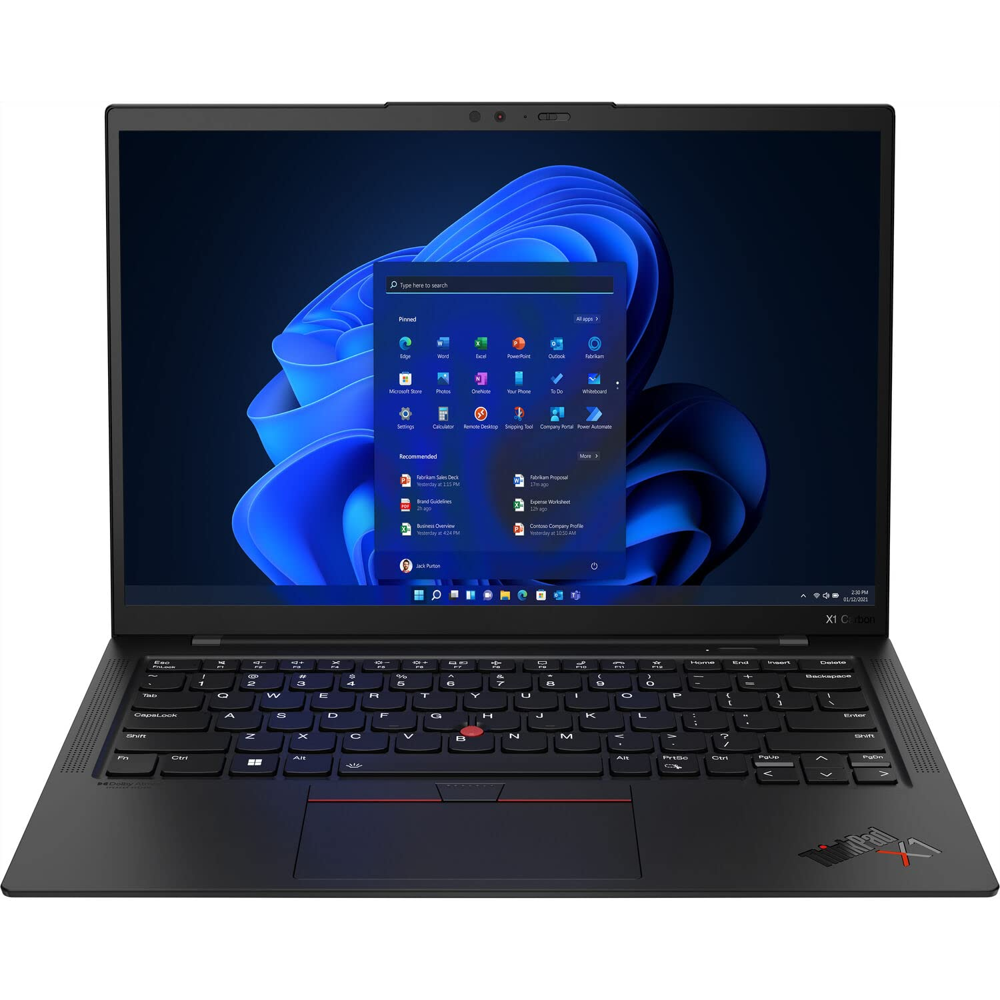 Type here to search
Pinned
All apps >
Edge
Word
Excel
PowerPoint
Outlook
Fabrikam
Microsoft Store
Photos
OneNote
Your Phone
To Do
Whiteboard
Settings
Calculator
Remote Desktop
Snipping Tool
Company Portal
Power Automate
Recommended
More >
Fabrikam Sales Deck
Yesterday at 1:15 PM
Fabrikam Proposal
17m ago
Brand Guidelines
2h ago
Expense Worksheet
12h ago
Business Overview
Yesterday at 4:24 PM
Contoso Company Profile
Yesterday at 10:50 AM
Jack Purton
2:30 PM
01/12/2021
X1 Carbon
Esc FnLock F1 F2 F3 F4 F5 F6 F7 F8 F9 F10 F11 F12 Home End Insert Delete
~ ` ! 1 @ 2 # 3 $ 4 % 5 ^ 6 & 7 * 8 ( 9 ) 0 _ - + = Backspace
Tab Q W E R T Y U I O P { [ } ] | \
CapsLock A S D F G H J K L : ; " ' Enter
Shift Z X C V B N M < , > . ? / Shift
Fn Ctrl Alt Alt PrtSc Ctrl PgUp PgDn
Dolby Atmos
SPEAKER SYSTEM
ThinkPad X1